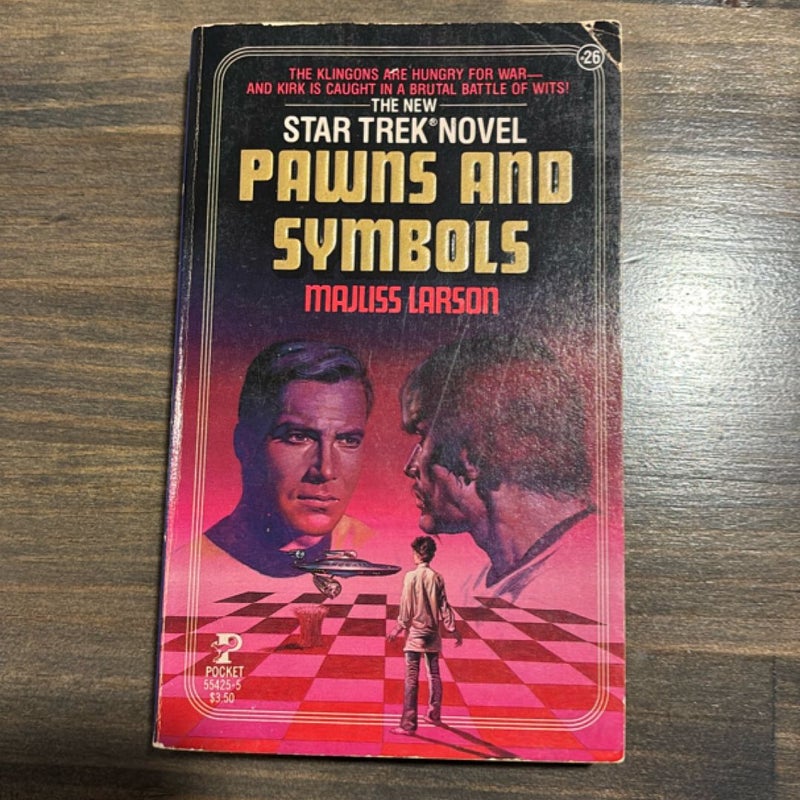 #26
THE KLINGONS ARE HUNGRY FOR WAR—
AND KIRK IS CAUGHT IN A BRUTAL BATTLE OF WITS!
THE NEW
STAR TREK® NOVEL
PAWNS AND
SYMBOLS
MAJLISS LARSON
P
POCKET
55425-5
$3.50